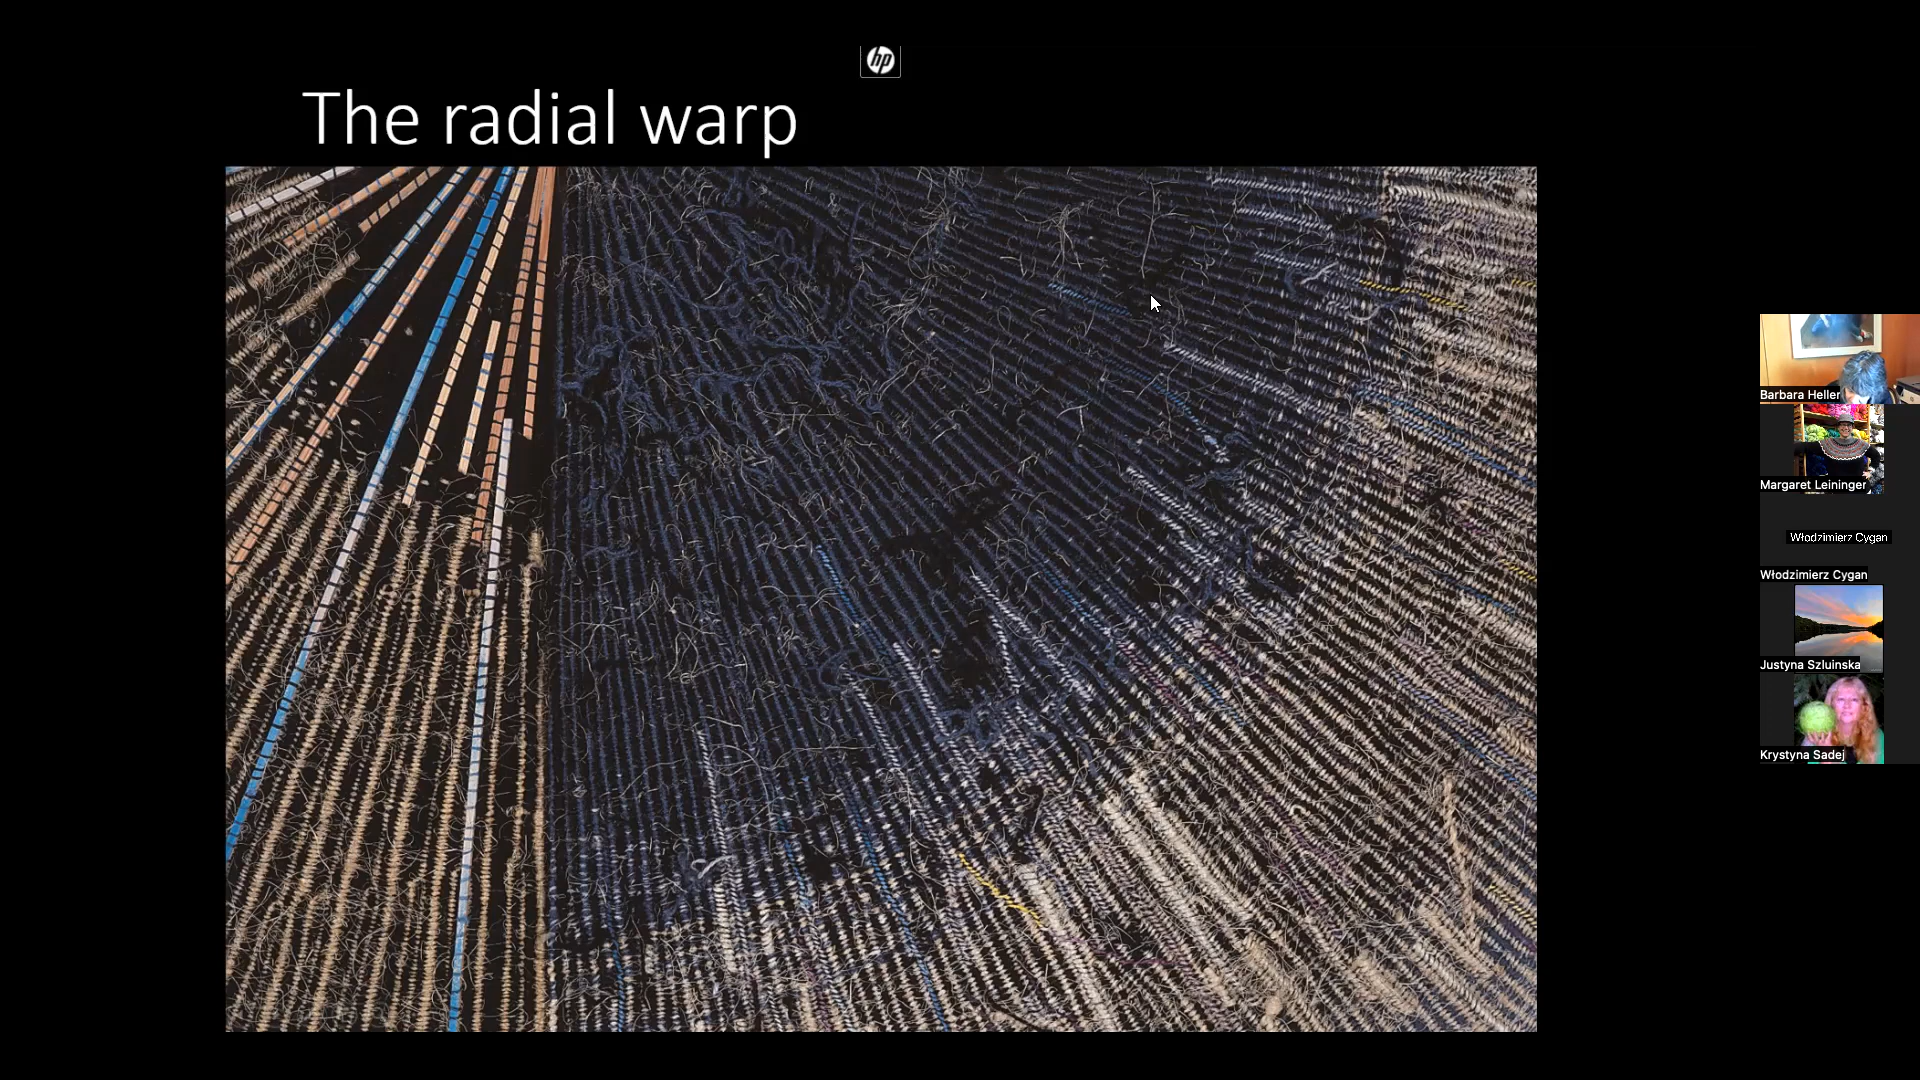 hp
The radial warp
Barbara Heller
Margaret Leininger
Włodzimierz Cygan
Włodzimierz Cygan
Justyna Szluinska
Krystyna Sadej